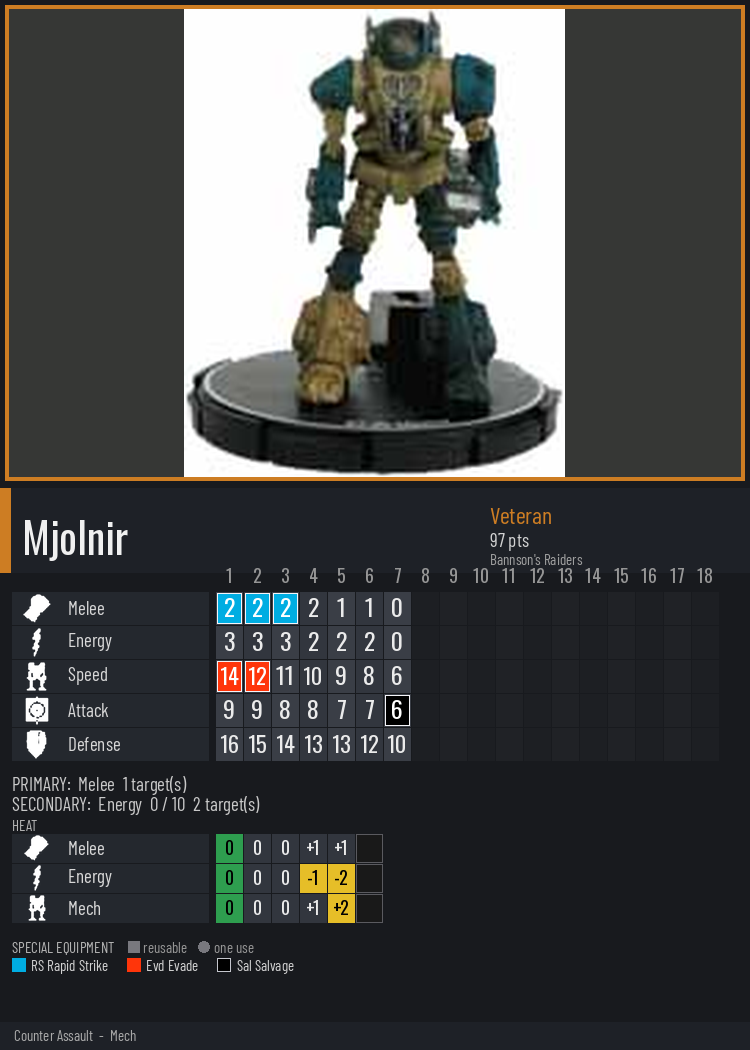 Mjolnir
Veteran
97 pts
Bannson's Raiders
1 2 3 4 5 6 7 8 9 10 11 12 13 14 15 16 17 18
Melee 2 2 2 2 1 1 0
Energy 3 3 3 2 2 2 0
Speed 14 12 11 10 9 8 6
Attack 9 9 8 8 7 7 6
Defense 16 15 14 13 13 12 10
PRIMARY: Melee 1 target(s)
SECONDARY: Energy 0 / 10 2 target(s)
HEAT
Melee 0 0 0 +1 +1
Energy 0 0 0 -1 -2
Mech 0 0 0 +1 +2
SPECIAL EQUIPMENT reusable one use
RS Rapid Strike Evd Evade Sal Salvage
Counter Assault - Mech